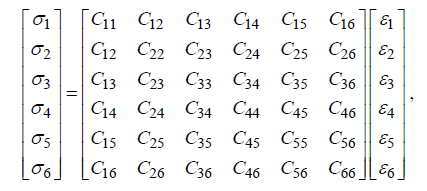 σ₁ C₁₁ C₁₂ C₁₃ C₁₄ C₁₅ C₁₆ ε₁
σ₂ C₁₂ C₂₂ C₂₃ C₂₄ C₂₅ C₂₆ ε₂
σ₃ = C₁₃ C₂₃ C₃₃ C₃₄ C₃₅ C₃₆ ε₃ ,
σ₄ C₁₄ C₂₄ C₃₄ C₄₄ C₄₅ C₄₆ ε₄
σ₅ C₁₅ C₂₅ C₃₅ C₄₅ C₅₅ C₅₆ ε₅
σ₆ C₁₆ C₂₆ C₃₆ C₄₆ C₅₆ C₆₆ ε₆